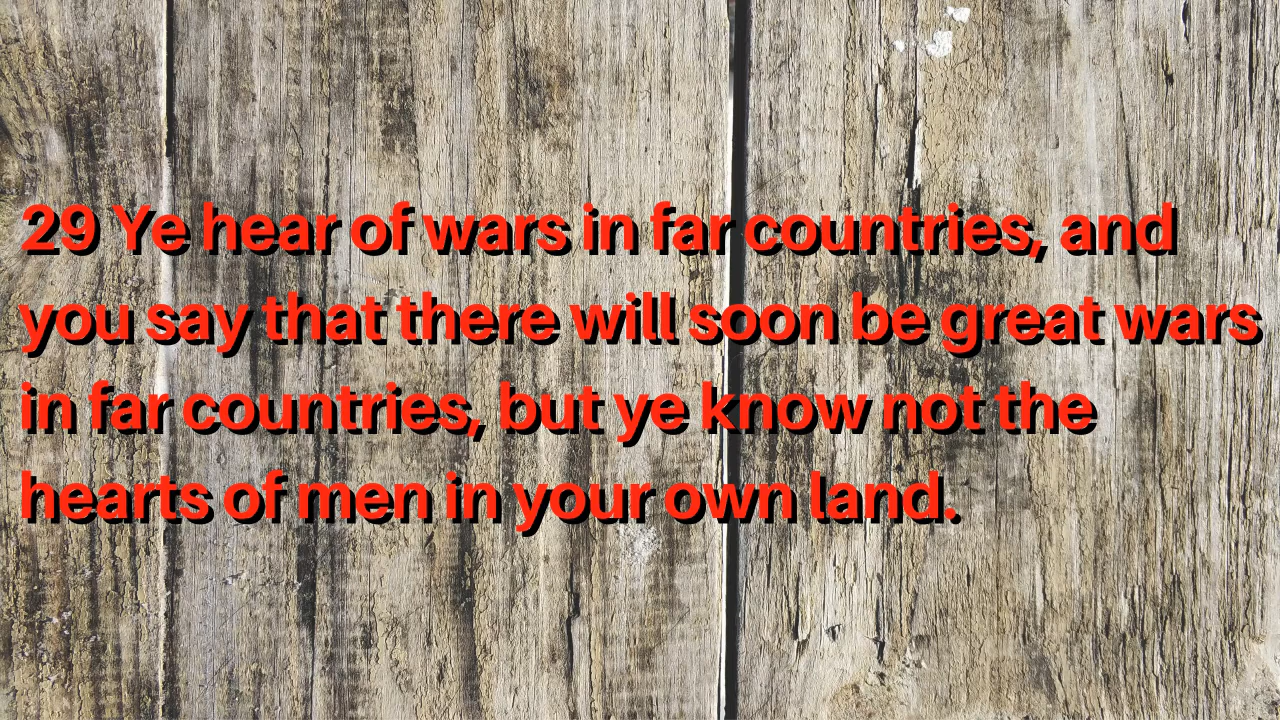 29 Ye hear of wars in far countries, and
you say that there will soon be great wars
in far countries, but ye know not the
hearts of men in your own land.